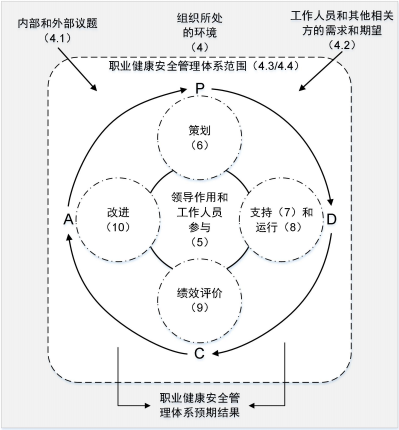 组织所处
的环境
（4）
内部和外部议题
（4.1）
工作人员和其他相关
方的需求和期望
（4.2）
职业健康安全管理体系范围（4.3/4.4）
P
策划
（6）
A
改进
（10）
领导作用和
工作人员
参与
（5）
支持（7）和
运行（8）
D
绩效评价
（9）
C
职业健康安全管
理体系预期结果